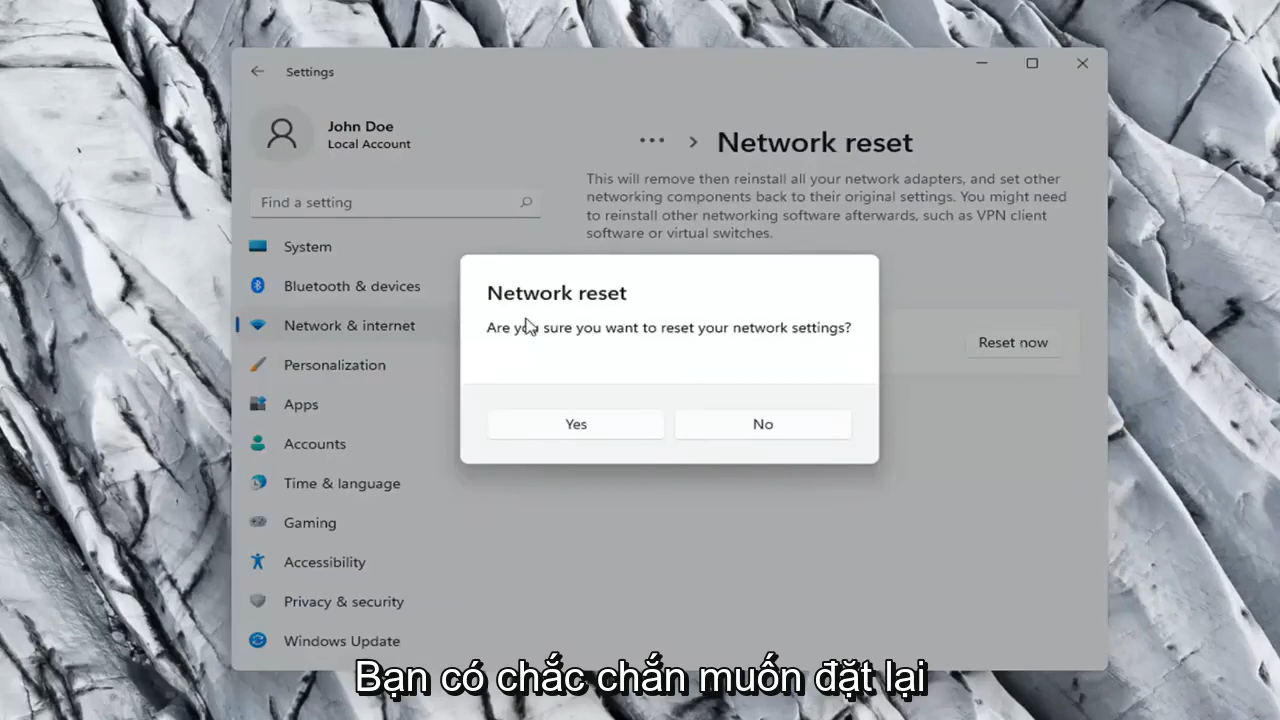 Settings
John Doe
Local Account
Find a setting
System
Bluetooth & devices
Network & internet
Personalization
Apps
Accounts
Time & language
Gaming
Accessibility
Privacy & security
Windows Update
... > Network reset
This will remove then reinstall all your network adapters, and set other
networking components back to their original settings. You might need
to reinstall other networking software afterwards, such as VPN client
software or virtual switches.
Reset now
Network reset
Are you sure you want to reset your network settings?
Yes
No
Bạn có chắc chắn muốn đặt lại